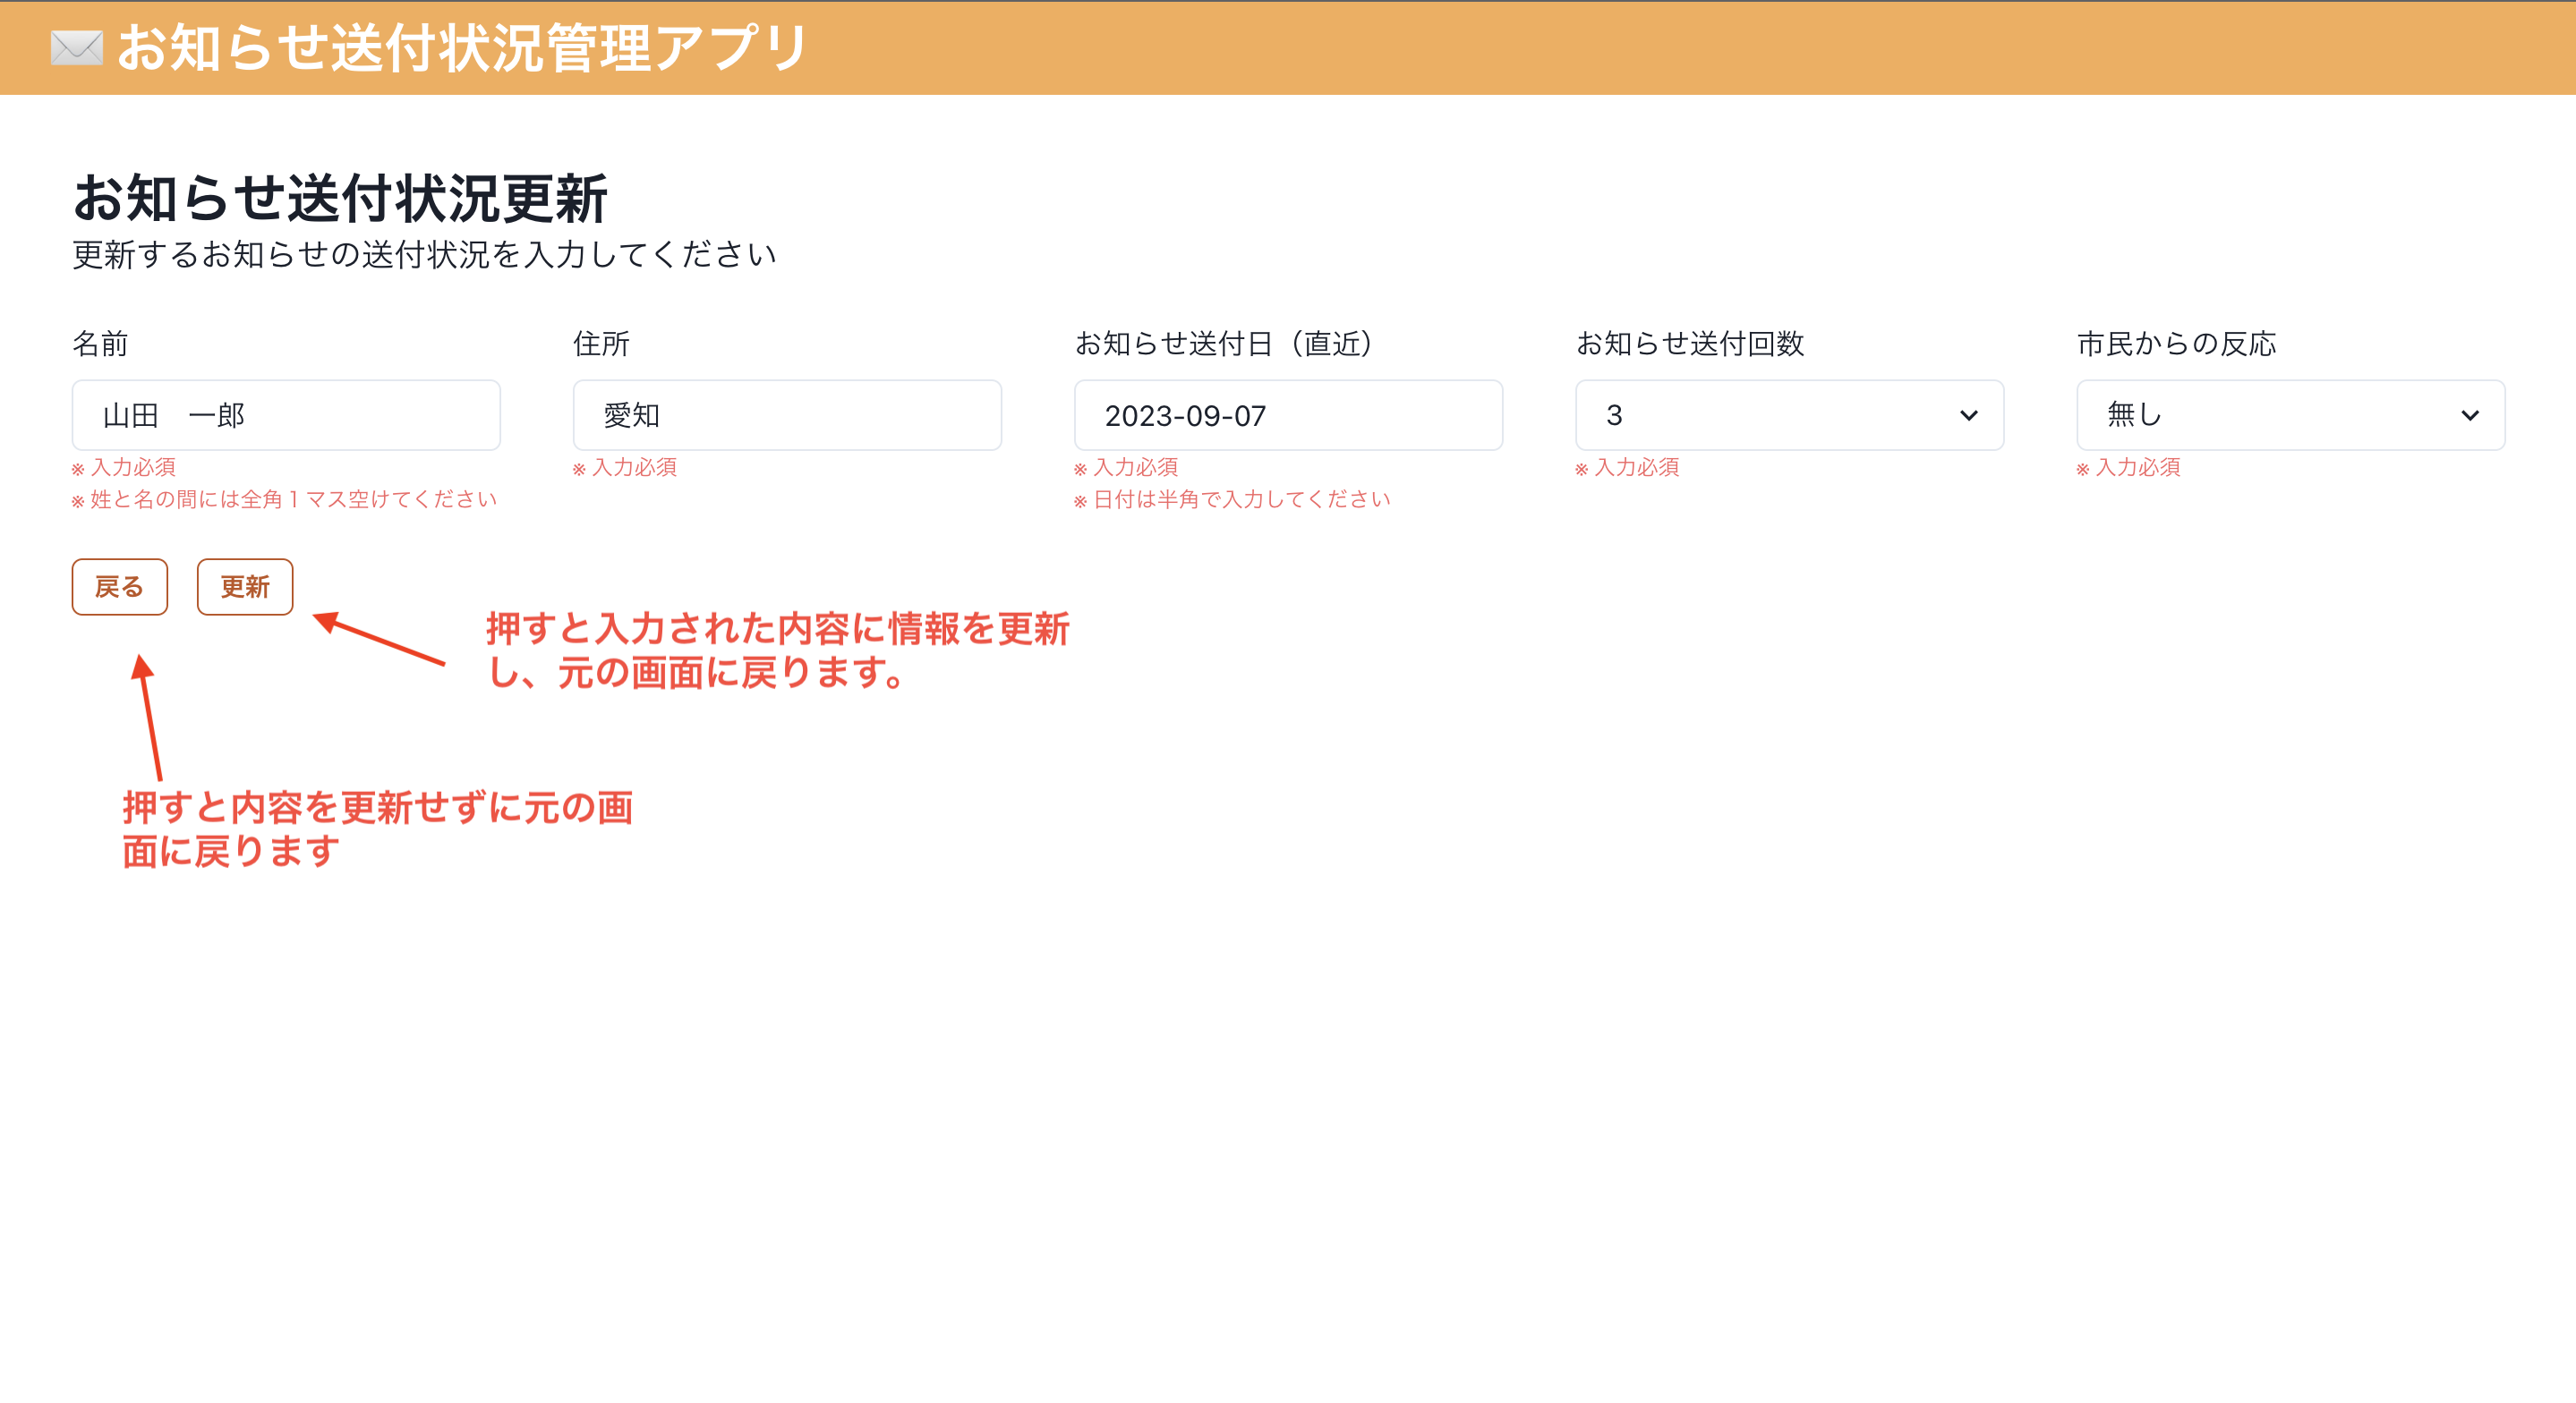 お知らせ送付状況管理アプリ
お知らせ送付状況更新
更新するお知らせの送付状況を入力してください
名前
山田　一郎
※ 入力必須
※ 姓と名の間には全角１マス空けてください
住所
愛知
※ 入力必須
お知らせ送付日（直近）
2023-09-07
※ 入力必須
※ 日付は半角で入力してください
お知らせ送付回数
3
※ 入力必須
市民からの反応
無し
※ 入力必須
戻る
更新
押すと入力された内容に情報を更新
し、元の画面に戻ります。
押すと内容を更新せずに元の画
面に戻ります